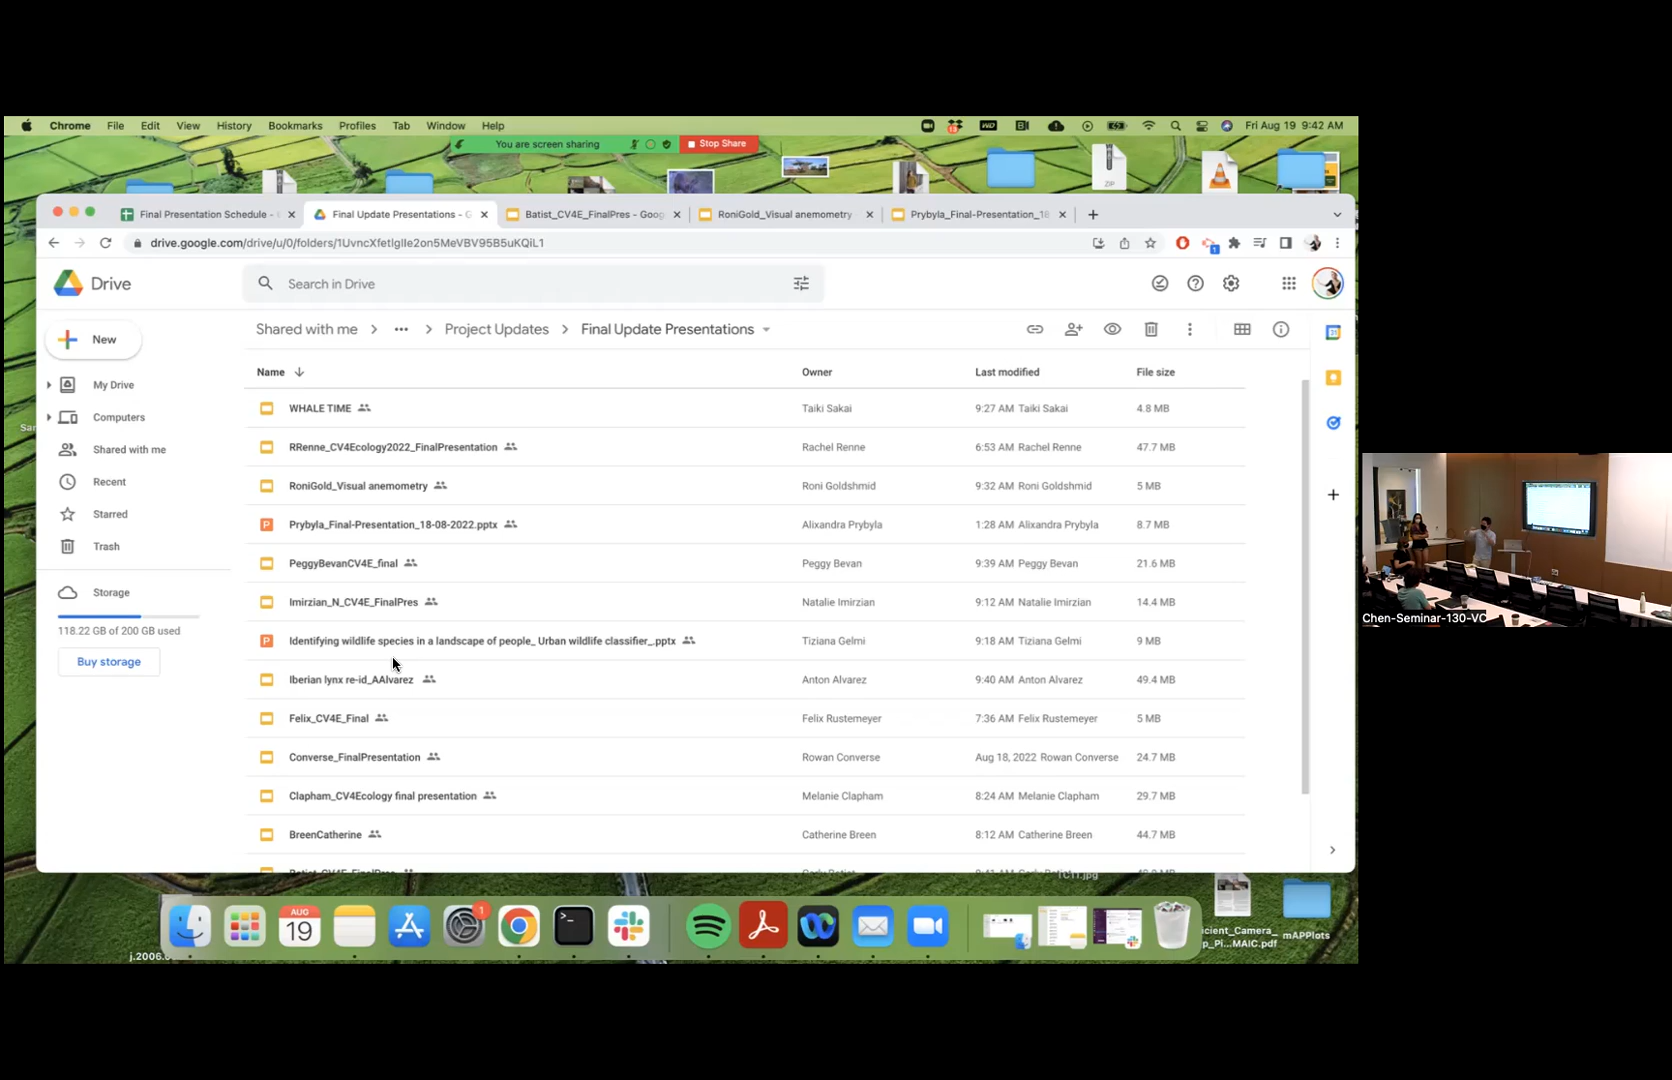 Chrome File Edit View History Bookmarks Profiles Tab Window Help Fri Aug 19 9:42 AM
You are screen sharing Stop Share
ZIP
Final Presentation Schedule - Final Update Presentations - G Batist_CV4E_FinalPres - Goog RoniGold_Visual anemometry Prybyla_Final-Presentation_18
drive.google.com/drive/u/0/folders/1UvncXfetIglIe2on5MeVBV95B5uKQiL1
Drive
Search in Drive
New
My Drive
Computers
Shared with me
Recent
Starred
Trash
Storage
118.22 GB of 200 GB used
Buy storage
Shared with me ••• Project Updates Final Update Presentations
Name Owner Last modified File size
WHALE TIME Taiki Sakai 9:27 AM Taiki Sakai 4.8 MB
RRenne_CV4Ecology2022_FinalPresentation Rachel Renne 6:53 AM Rachel Renne 47.7 MB
RoniGold_Visual anemometry Roni Goldshmid 9:32 AM Roni Goldshmid 5 MB
Prybyla_Final-Presentation_18-08-2022.pptx Alixandra Prybyla 1:28 AM Alixandra Prybyla 8.7 MB
PeggyBevanCV4E_final Peggy Bevan 9:39 AM Peggy Bevan 21.6 MB
Imirzian_N_CV4E_FinalPres Natalie Imirzian 9:12 AM Natalie Imirzian 14.4 MB
Identifying wildlife species in a landscape of people_ Urban wildlife classifier_.pptx Tiziana Gelmi 9:18 AM Tiziana Gelmi 9 MB
Iberian lynx re-id_AAlvarez Anton Alvarez 9:40 AM Anton Alvarez 49.4 MB
Felix_CV4E_Final Felix Rustemeyer 7:36 AM Felix Rustemeyer 5 MB
Converse_FinalPresentation Rowan Converse Aug 18, 2022 Rowan Converse 24.7 MB
Clapham_CV4Ecology final presentation Melanie Clapham 8:24 AM Melanie Clapham 29.7 MB
BreenCatherine Catherine Breen 8:12 AM Catherine Breen 44.7 MB
Chen-Seminar-130-VC
AUG
19
1
cient_Camera_
p_Pi...MAIC.pdf
mAPPlots
j.2006.